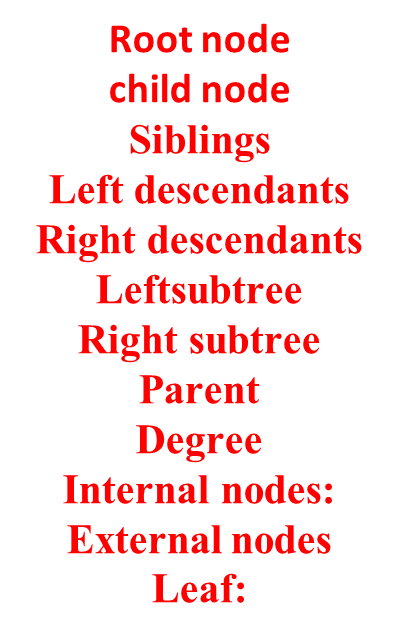 Root node
child node
Siblings
Left descendants
Right descendants
Leftsubtree
Right subtree
Parent
Degree
Internal nodes:
External nodes
Leaf: